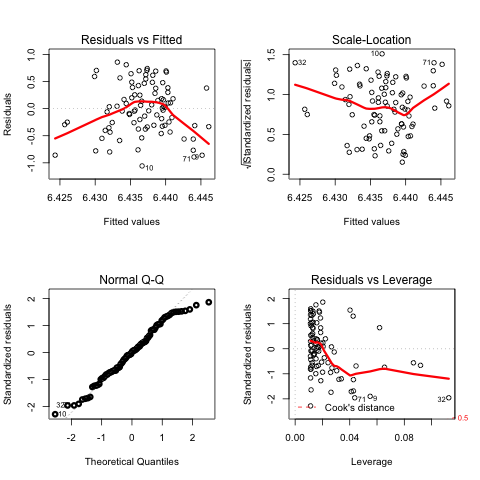 Residuals vs Fitted
Residuals
1.0
0.5
0.0
-0.5
-1.0
10
71
9
6.425 6.430 6.435 6.440 6.445
Fitted values
Scale-Location
√|Standardized residuals|
1.5
1.0
0.5
0.0
32
10
71
6.425 6.430 6.435 6.440 6.445
Fitted values
Normal Q-Q
Standardized residuals
2
1
0
-1
-2
32
10
-2 -1 0 1 2
Theoretical Quantiles
Residuals vs Leverage
Standardized residuals
2
1
0
-1
-2
71
9
32
Cook's distance
0.5
0.00 0.04 0.08
Leverage